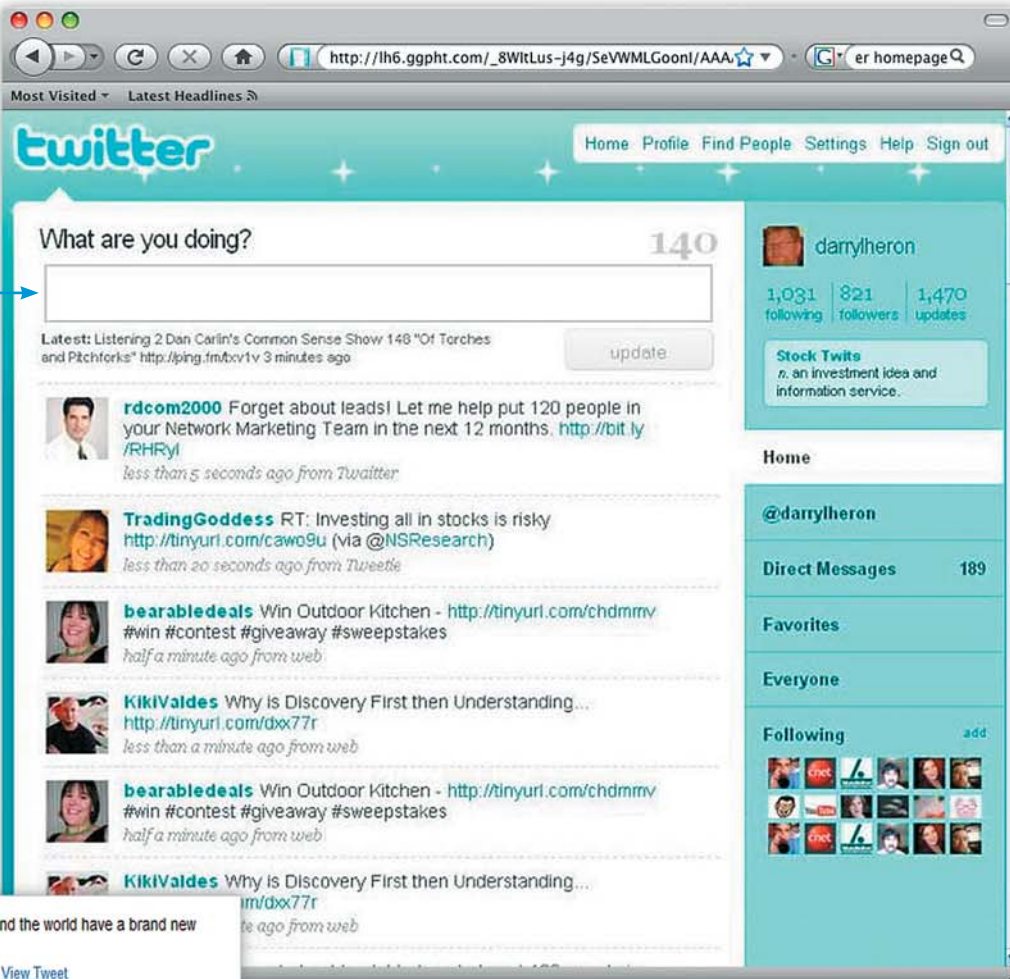 http://lh6.ggpht.com/_8WItLus-j4g/SeVWMLGoonI/AAA
G er homepage
Most Visited Latest Headlines
twitter
Home Profile Find People Settings Help Sign out
What are you doing?
140
Latest: Listening 2 Dan Carlin's Common Sense Show 148 "Of Torches
and Pitchforks" http://ping.fm/txv1v 3 minutes ago
update
rdcom2000 Forget about leads! Let me help put 120 people in
your Network Marketing Team in the next 12 months. http://bit.ly
/RHRyl
less than 5 seconds ago from Twaitter
TradingGoddess RT: Investing all in stocks is risky
http://tinyurl.com/cawo9u (via @NSResearch)
less than 20 seconds ago from Tweetie
bearabledeals Win Outdoor Kitchen - http://tinyurl.com/chdmmv
#win #contest #giveaway #sweepstakes
half a minute ago from web
KikiValdes Why is Discovery First then Understanding...
http://tinyurl.com/dxx77r
less than a minute ago from web
bearabledeals Win Outdoor Kitchen - http://tinyurl.com/chdmmv
#win #contest #giveaway #sweepstakes
half a minute ago from web
KikiValdes Why is Discovery First then Understanding...
m/dxx77r
te ago from web
nd the world have a brand new
View Tweet
darrylheron
1,031 821 1,470
following followers updates
Stock Twits
n. an investment idea and
information service.
Home
@darrylheron
Direct Messages 189
Favorites
Everyone
Following add
cnet
You Tube
cnet